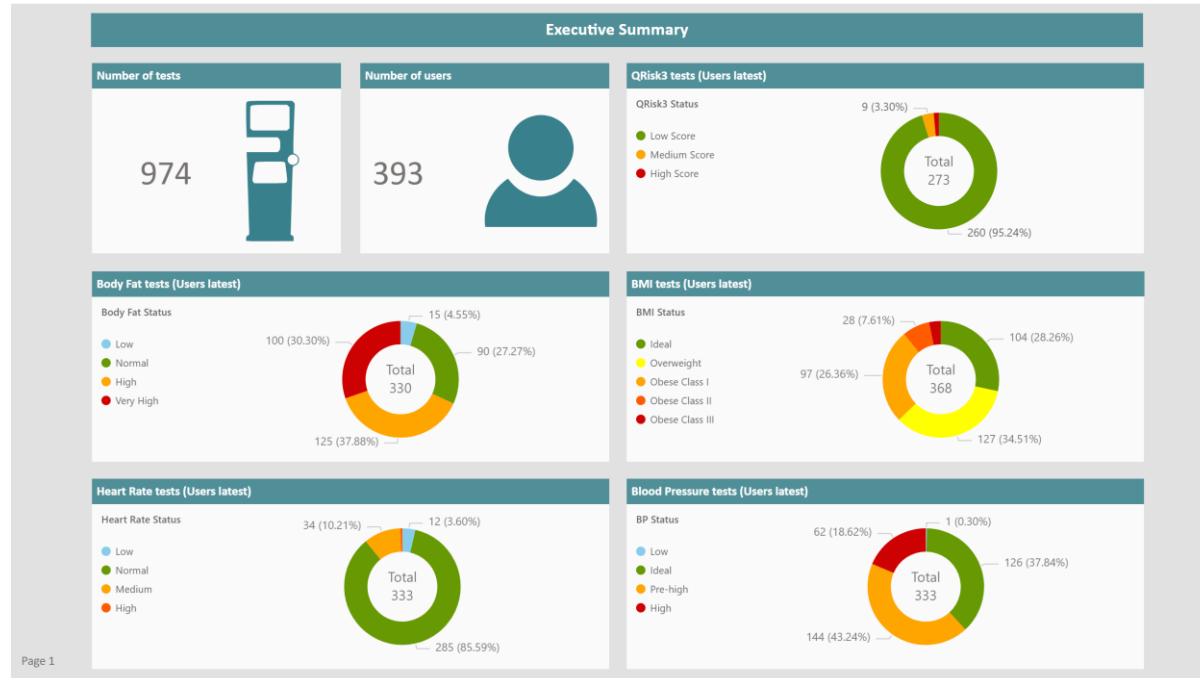 Executive Summary
Number of tests
974
Number of users
393
QRisk3 tests (Users latest)
QRisk3 Status
Low Score
Medium Score
High Score
9 (3.30%)
Total
273
260 (95.24%)
Body Fat tests (Users latest)
Body Fat Status
Low
Normal
High
Very High
15 (4.55%)
100 (30.30%)
90 (27.27%)
Total
330
125 (37.88%)
BMI tests (Users latest)
BMI Status
Ideal
Overweight
Obese Class I
Obese Class II
Obese Class III
28 (7.61%)
104 (28.26%)
97 (26.36%)
Total
368
127 (34.51%)
Heart Rate tests (Users latest)
Heart Rate Status
Low
Normal
Medium
High
34 (10.21%)
12 (3.60%)
Total
333
285 (85.59%)
Blood Pressure tests (Users latest)
BP Status
Low
Ideal
Pre-high
High
1 (0.30%)
62 (18.62%)
126 (37.84%)
Total
333
144 (43.24%)
Page 1